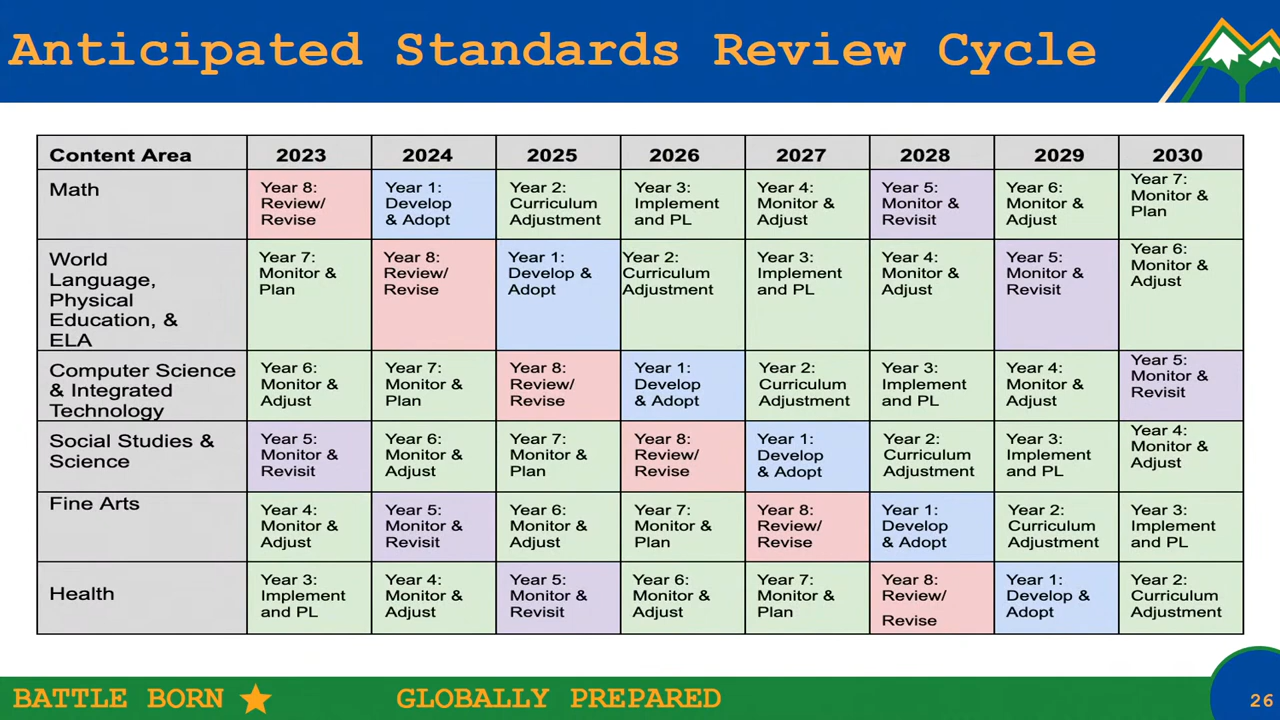 Anticipated Standards Review Cycle
Content Area 2023 2024 2025 2026 2027 2028 2029 2030
Math
Year 8:
Review/
Revise
Year 1:
Develop
& Adopt
Year 2:
Curriculum
Adjustment
Year 3:
Implement
and PL
Year 4:
Monitor &
Adjust
Year 5:
Monitor &
Revisit
Year 6:
Monitor &
Adjust
Year 7:
Monitor &
Plan
World
Language,
Physical
Education, &
ELA
Year 7:
Monitor &
Plan
Year 8:
Review/
Revise
Year 1:
Develop &
Adopt
Year 2:
Curriculum
Adjustment
Year 3:
Implement
and PL
Year 4:
Monitor &
Adjust
Year 5:
Monitor &
Revisit
Year 6:
Monitor &
Adjust
Computer Science
& Integrated
Technology
Year 6:
Monitor &
Adjust
Year 7:
Monitor &
Plan
Year 8:
Review/
Revise
Year 1:
Develop
& Adopt
Year 2:
Curriculum
Adjustment
Year 3:
Implement
and PL
Year 4:
Monitor &
Adjust
Year 5:
Monitor &
Revisit
Social Studies &
Science
Year 5:
Monitor &
Revisit
Year 6:
Monitor &
Adjust
Year 7:
Monitor &
Plan
Year 8:
Review/
Revise
Year 1:
Develop
& Adopt
Year 2:
Curriculum
Adjustment
Year 3:
Implement
and PL
Year 4:
Monitor &
Adjust
Fine Arts
Year 4:
Monitor &
Adjust
Year 5:
Monitor &
Revisit
Year 6:
Monitor &
Adjust
Year 7:
Monitor &
Plan
Year 8:
Review/
Revise
Year 1:
Develop
& Adopt
Year 2:
Curriculum
Adjustment
Year 3:
Implement
and PL
Health
Year 3:
Implement
and PL
Year 4:
Monitor &
Adjust
Year 5:
Monitor &
Revisit
Year 6:
Monitor &
Adjust
Year 7:
Monitor &
Plan
Year 8:
Review/
Revise
Year 1:
Develop &
Adopt
Year 2:
Curriculum
Adjustment
BATTLE BORN GLOBALLY PREPARED
26